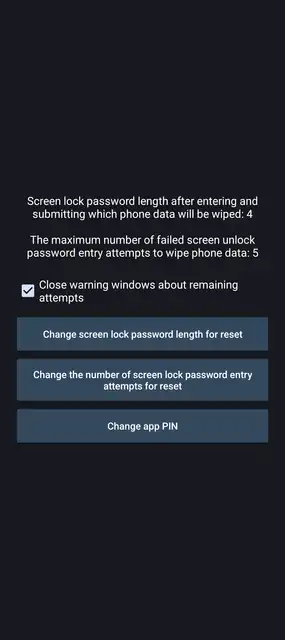 Screen lock password length after entering and
submitting which phone data will be wiped: 4
The maximum number of failed screen unlock
password entry attempts to wipe phone data: 5
Close warning windows about remaining
attempts
Change screen lock password length for reset
Change the number of screen lock password entry
attempts for reset
Change app PIN